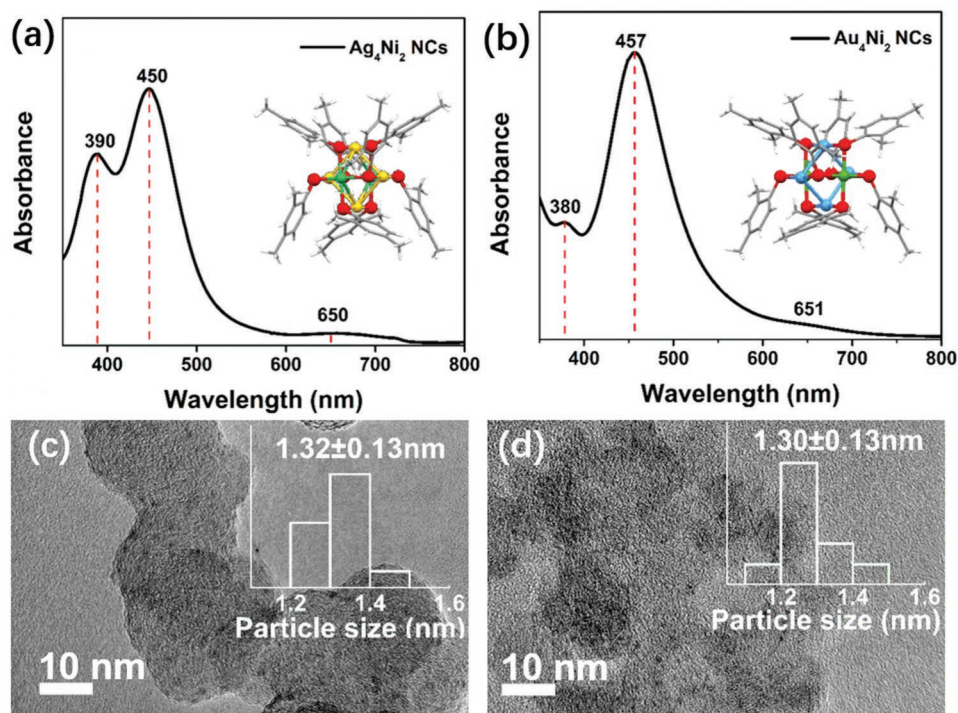 (a)
Ag₄Ni₂ NCs
390
450
650
Absorbance
400 500 600 700 800
Wavelength (nm)
(b)
Au₄Ni₂ NCs
380
457
651
Absorbance
400 500 600 700 800
Wavelength (nm)
(c)
1.32±0.13nm
1.2 1.4 1.6
Particle size (nm)
10 nm
(d)
1.30±0.13nm
1.2 1.4 1.6
Particle size (nm)
10 nm